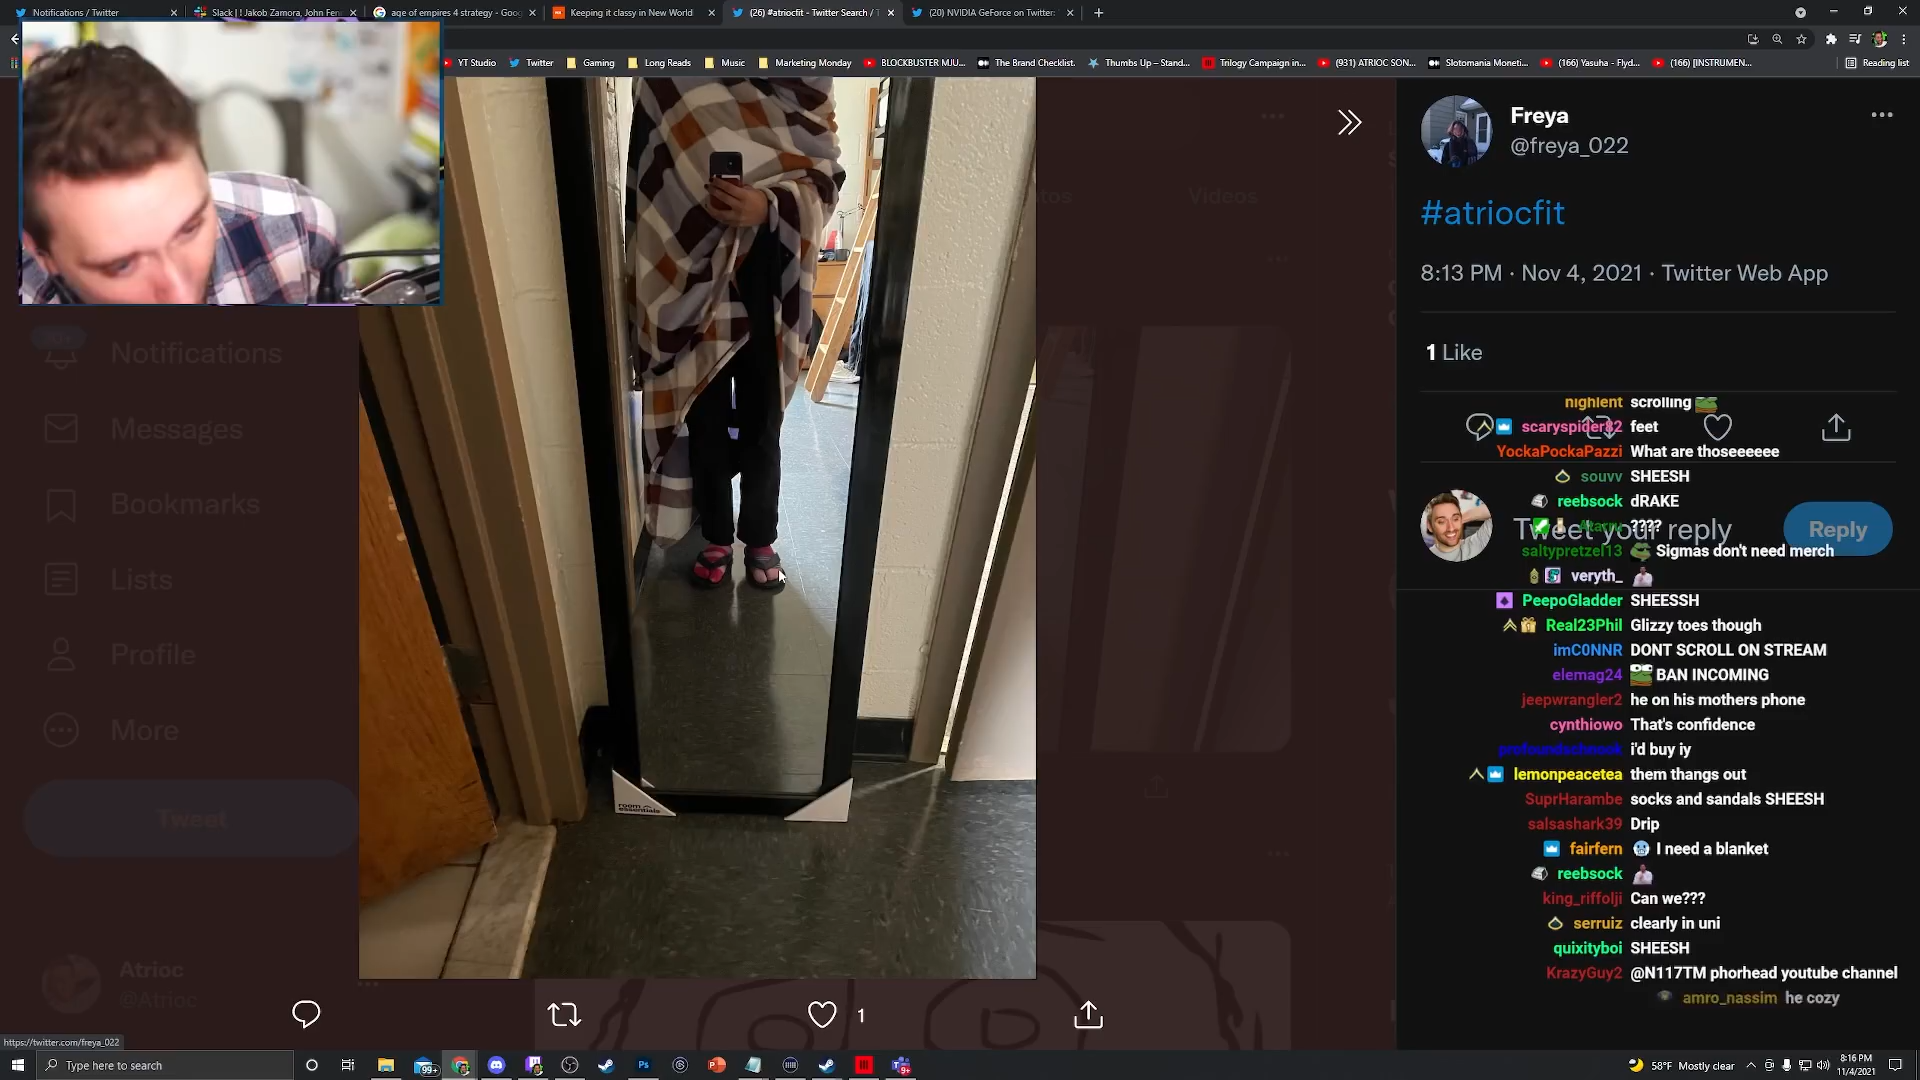 Notifications / Twitter
Slack | ! Jakob Zamora, John Fer
age of empires 4 strategy - Goo
Keeping it classy in New World
(26) #atriocfit - Twitter Search / T
(20) NVIDIA GeForce on Twitter:
YT Studio
Twitter
Gaming
Long Reads
Music
Marketing Monday
BLOCKBUSTER MJU...
The Brand Checklist.
Thumbs Up – Stand...
Trilogy Campaign in...
(931) ATRIOC SON...
Slotomania Moneti...
(166) Yasuha - Flyd...
(166) [INSTRUMEN...
Reading list
Freya
@freya_022
#atriocfit
8:13 PM · Nov 4, 2021 · Twitter Web App
1 Like
Videos
Notifications
Messages
Bookmarks
Lists
Profile
More
Tweet
Atrioc
@Atrioc
room essentials
Tweet your reply
Reply
nighlent scrolling
scaryspider82 feet
YockaPockaPazzi What are thoseeeeee
souvv SHEESH
reebsock dRAKE
????
saltypretzel13 Sigmas don't need merch
veryth_
PeepoGladder SHEESSH
Real23Phil Glizzy toes though
imC0NNR DONT SCROLL ON STREAM
elemag24 BAN INCOMING
jeepwrangler2 he on his mothers phone
cynthiowo That's confidence
i'd buy iy
lemonpeacetea them thangs out
SuprHarambe socks and sandals SHEESH
salsashark39 Drip
fairfern I need a blanket
reebsock
king_riffolji Can we???
serruiz clearly in uni
quixityboi SHEESH
KrazyGuy2 @N117TM phorhead youtube channel
amro_nassim he cozy
1
https://twitter.com/freya_022
Type here to search
99+
9+
58°F Mostly clear
8:16 PM
11/4/2021